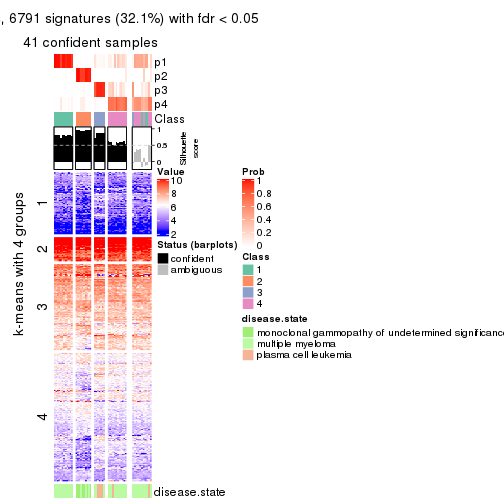 , 6791 signatures (32.1%) with fdr < 0.05
41 confident samples
p1
p2
p3
p4
Class
1
0.5
0
Silhouette
score
k-means with 4 groups
1
2
3
4
disease.state
Value
10
8
6
4
2
Status (barplots)
confident
ambiguous
Prob
1
0.8
0.6
0.4
0.2
0
Class
1
2
3
4
disease.state
monoclonal gammopathy of undetermined significance
multiple myeloma
plasma cell leukemia